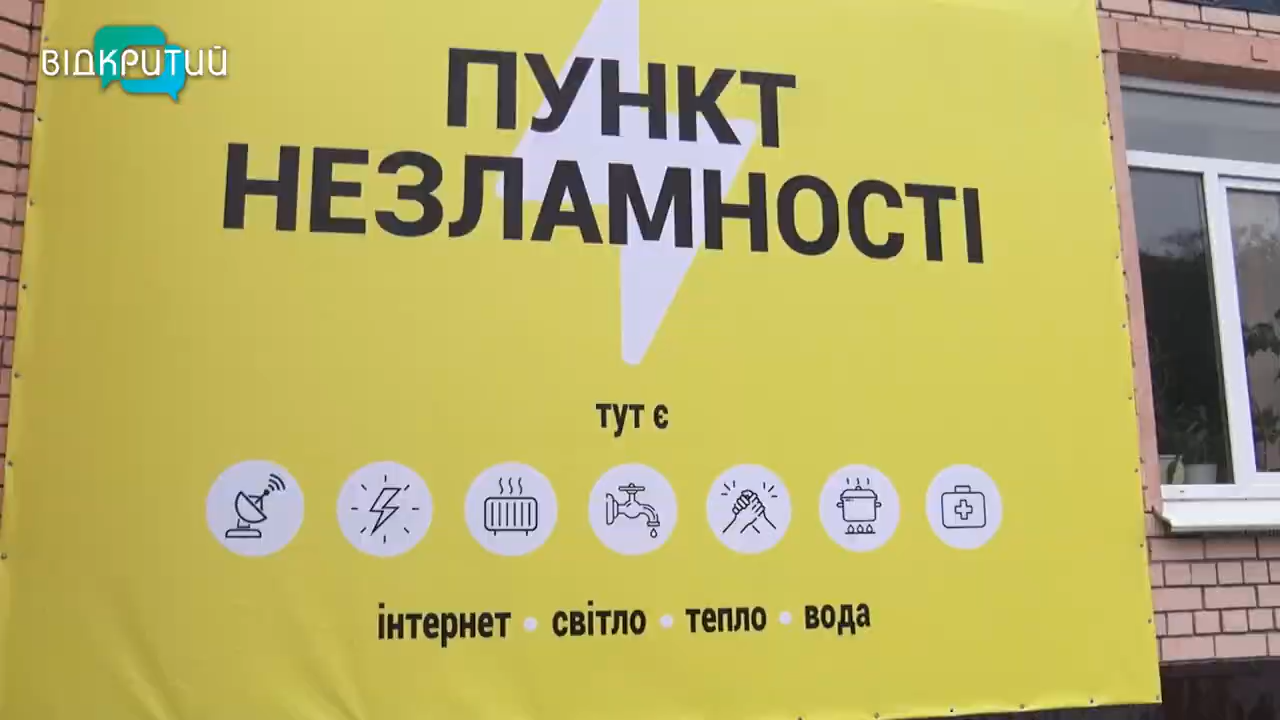 ВІДКРИТИЙ
ПУНКТ
НЕЗЛАМНОСТІ
тут є
інтернет • світло • тепло • вода